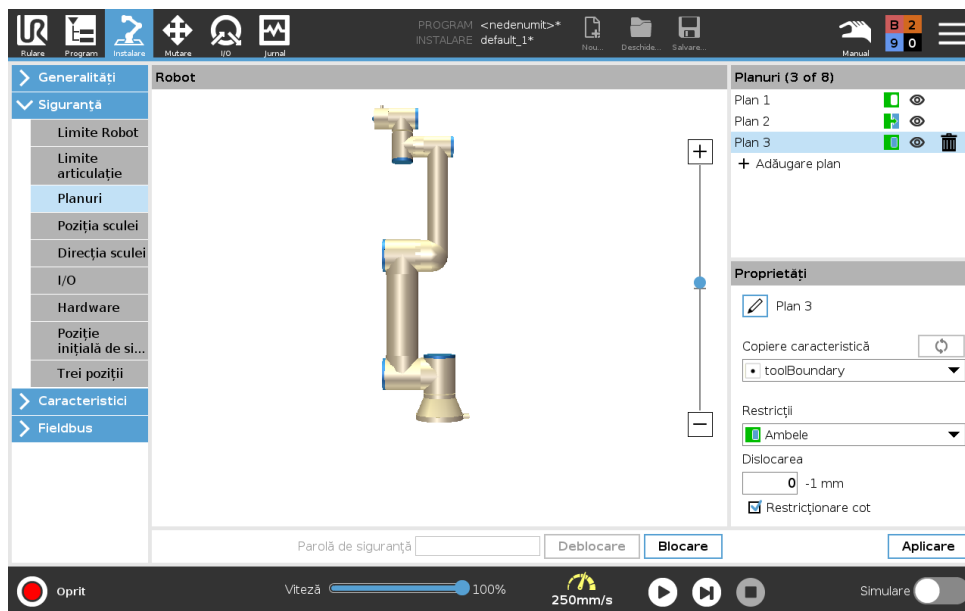 Rulare
Program
Instalare
Mutare
I/O
Jurnal
PROGRAM <nedenumit>*
INSTALARE default_1*
Nou...
Deschide...
Salvare...
Manual
B 2
9 0
Generalități
Siguranță
Limite Robot
Limite
articulație
Planuri
Poziția sculei
Direcția sculei
I/O
Hardware
Poziție
inițială de si...
Trei poziții
Caracteristici
Fieldbus
Robot
Planuri (3 of 8)
Plan 1
Plan 2
Plan 3
+ Adăugare plan
Proprietăți
Plan 3
Copiere caracteristică
toolBoundary
Restricții
Ambele
Dislocarea
0 -1 mm
Restricționare cot
Parolă de siguranță
Deblocare
Blocare
Aplicare
Oprit
Viteză
100%
250mm/s
Simulare